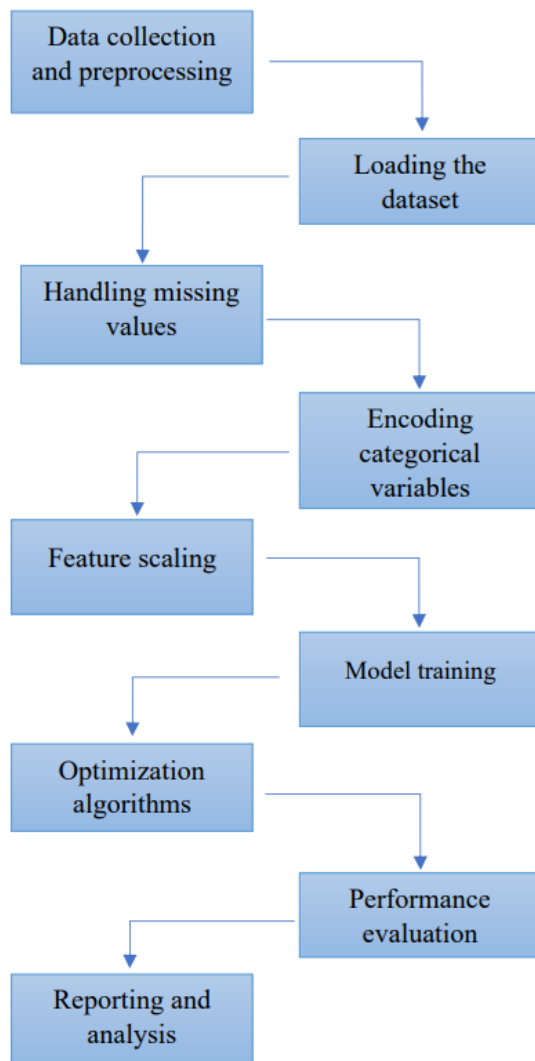 Data collection
and preprocessing
Loading the
dataset
Handling missing
values
Encoding
categorical
variables
Feature scaling
Model training
Optimization
algorithms
Performance
evaluation
Reporting and
analysis